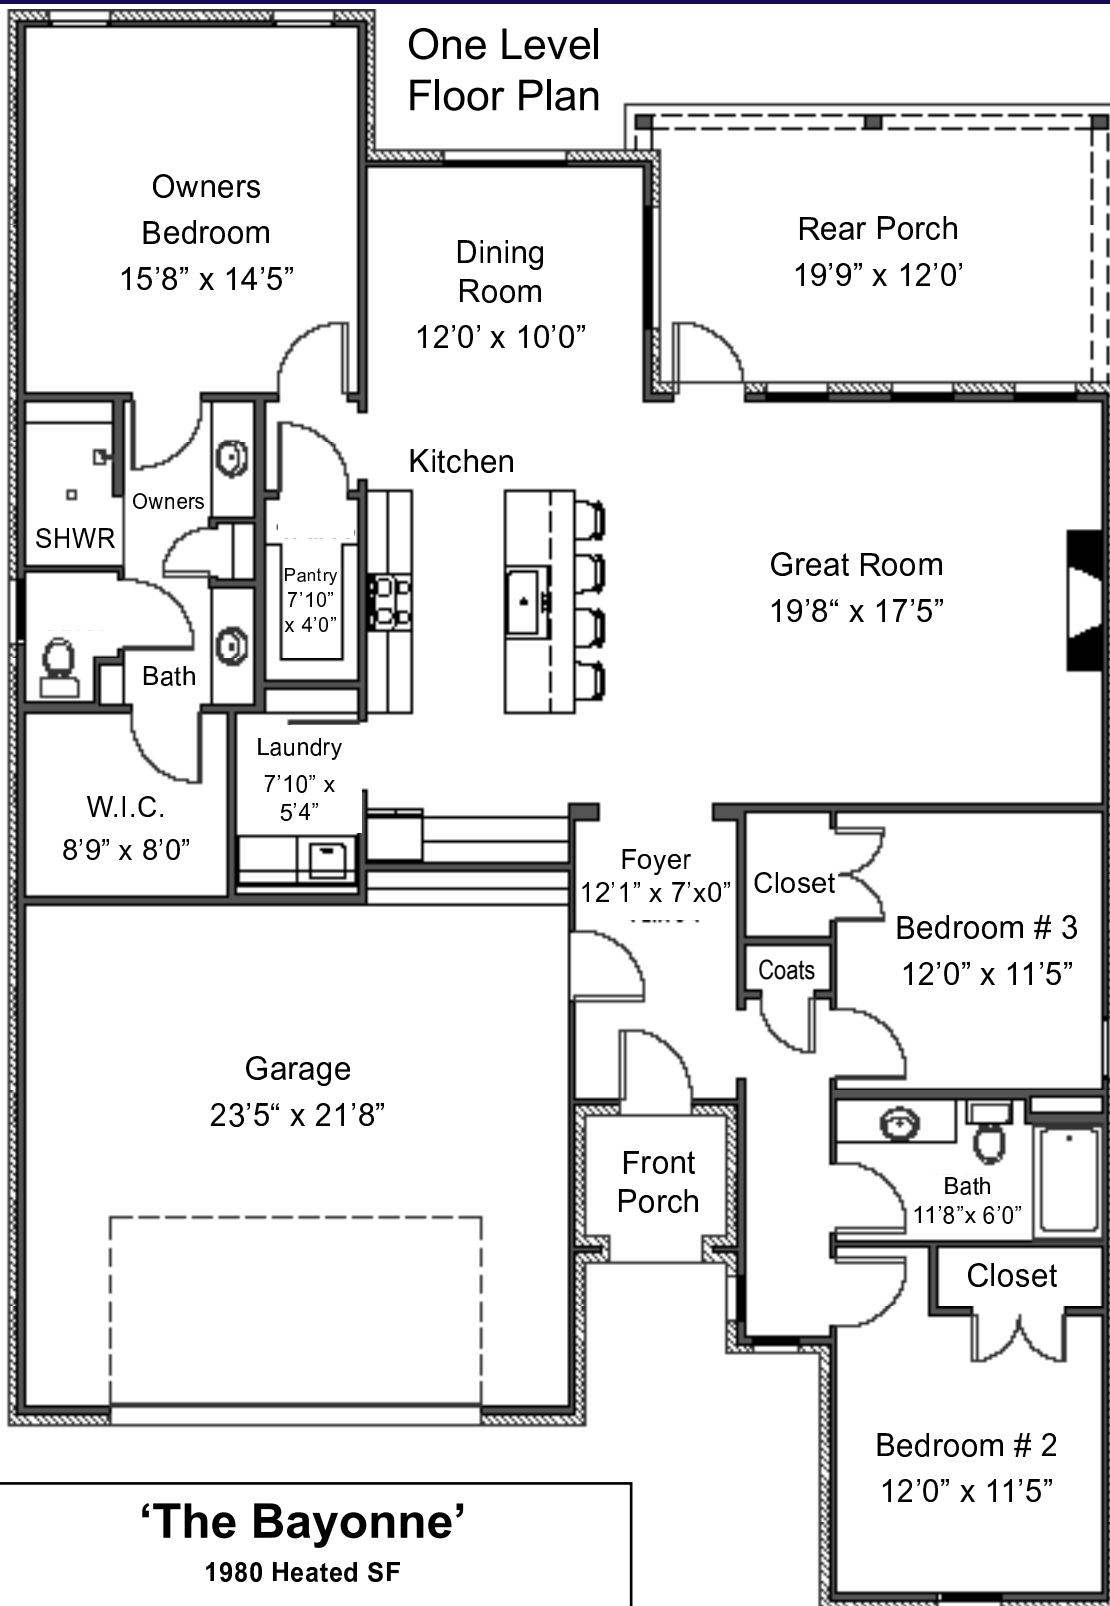 One Level
Floor Plan
Owners
Bedroom
15’8” x 14’5”
Dining
Room
12’0’ x 10’0”
Rear Porch
19’9” x 12’0’
Kitchen
Owners
SHWR
Pantry
7’10”
x 4’0”
Great Room
19’8“ x 17’5”
Bath
Laundry
7’10” x
5’4”
W.I.C.
8’9” x 8’0”
Foyer
12’1” x 7’x0”
Closet
Bedroom # 3
12’0” x 11’5”
Coats
Garage
23’5“ x 21’8”
Front
Porch
Bath
11’8”x 6’0”
Closet
Bedroom # 2
12’0” x 11’5”
‘The Bayonne’
1980 Heated SF